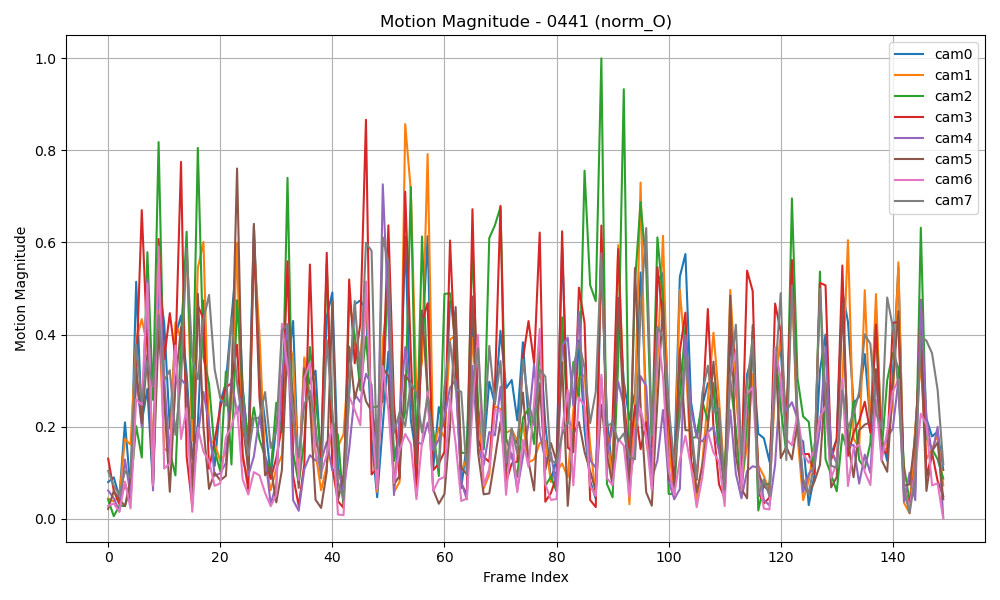 Motion Magnitude - 0441 (norm_O)
Motion Magnitude
1.0
0.8
0.6
0.4
0.2
0.0
0 20 40 60 80 100 120 140
Frame Index
cam0
cam1
cam2
cam3
cam4
cam5
cam6
cam7